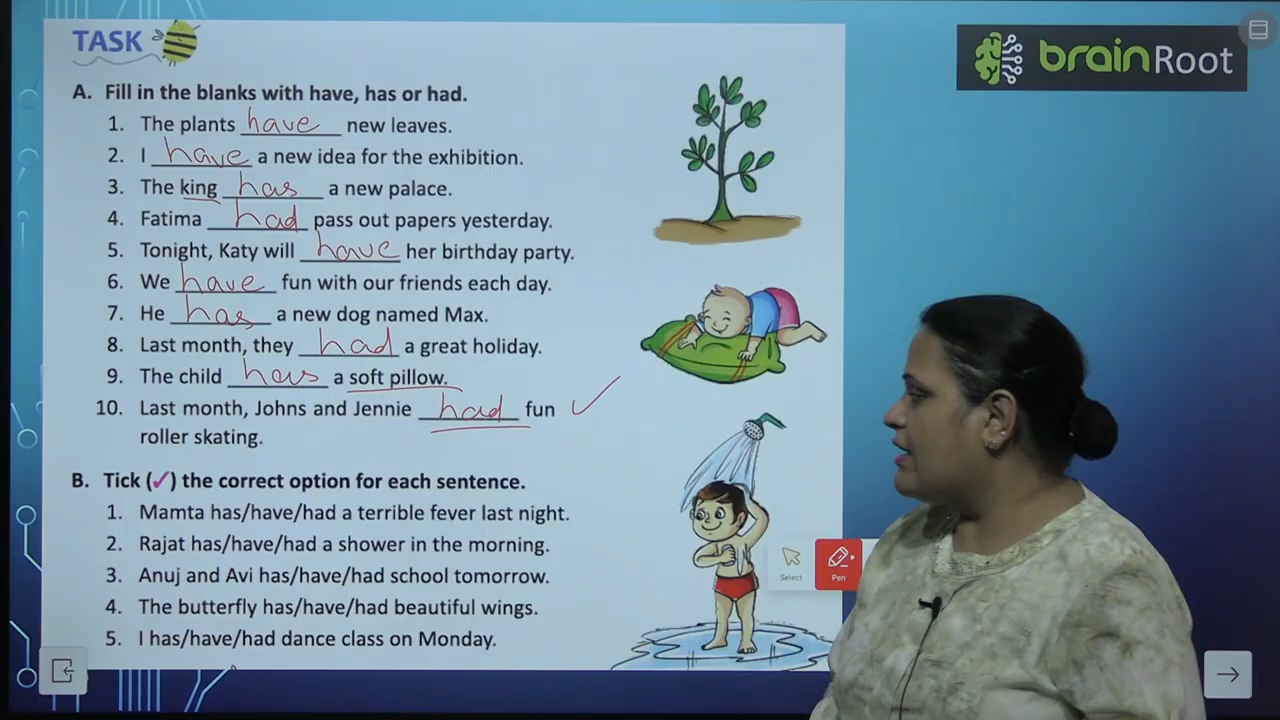 TASK
brainRoot
A. Fill in the blanks with have, has or had.
1. The plants have new leaves.
2. I have a new idea for the exhibition.
3. The king has a new palace.
4. Fatima had pass out papers yesterday.
5. Tonight, Katy will have her birthday party.
6. We have fun with our friends each day.
7. He has a new dog named Max.
8. Last month, they had a great holiday.
9. The child has a soft pillow.
10. Last month, Johns and Jennie had fun
roller skating.
B. Tick (✓) the correct option for each sentence.
1. Mamta has/have/had a terrible fever last night.
2. Rajat has/have/had a shower in the morning.
3. Anuj and Avi has/have/had school tomorrow.
4. The butterfly has/have/had beautiful wings.
5. I has/have/had dance class on Monday.
Select
Pen